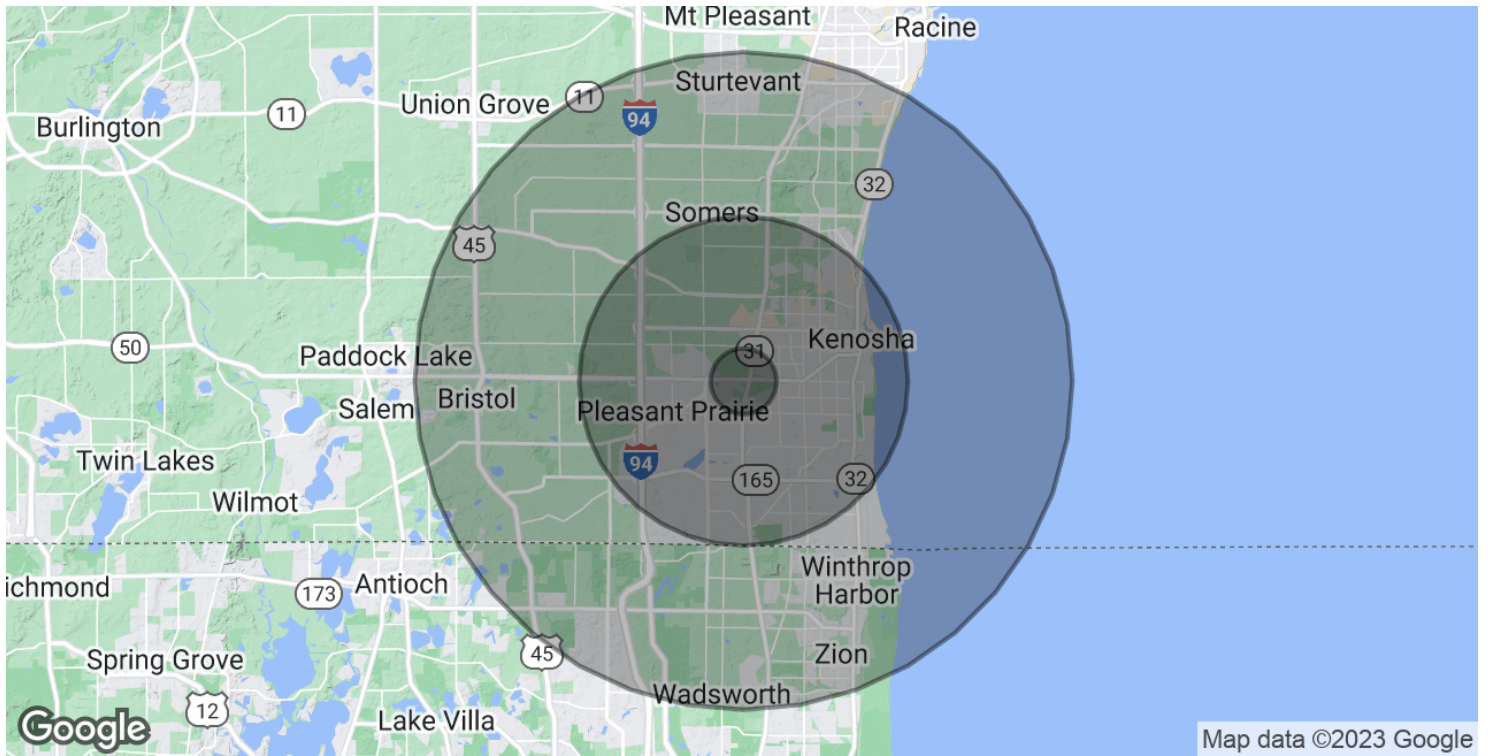 Mt Pleasant
Racine
Sturtevant
Union Grove
11
11
94
Burlington
32
Somers
45
Kenosha
50
31
Paddock Lake
Bristol
Salem
Pleasant Prairie
Twin Lakes
94
165
32
Wilmot
Winthrop
Harbor
ichmond
173
Antioch
Zion
45
Spring Grove
Wadsworth
12
Lake Villa
Google
Map data ©2023 Google